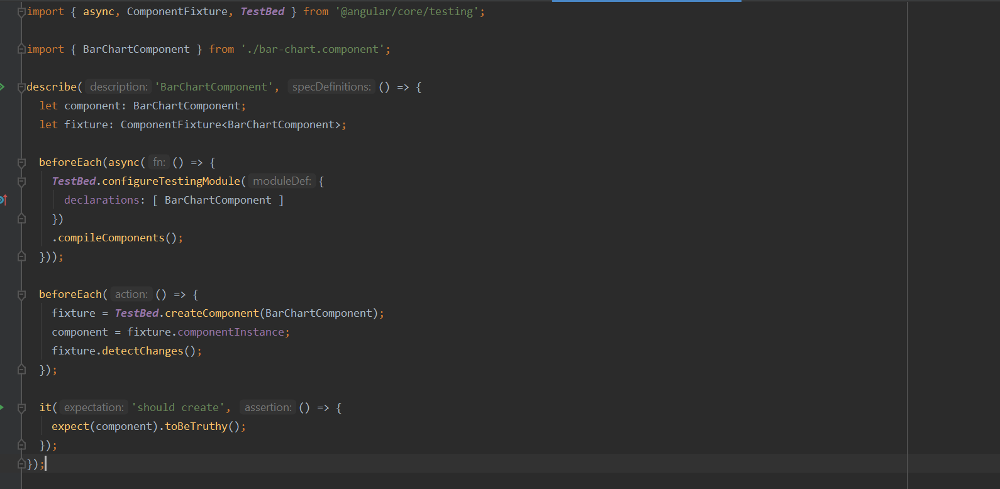 import { async, ComponentFixture, TestBed } from '@angular/core/testing';
import { BarChartComponent } from './bar-chart.component';
describe( description: 'BarChartComponent', specDefinitions: () => {
let component: BarChartComponent;
let fixture: ComponentFixture<BarChartComponent>;
beforeEach(async( fn: () => {
TestBed.configureTestingModule( moduleDef: {
declarations: [ BarChartComponent ]
})
.compileComponents();
}));
beforeEach( action: () => {
fixture = TestBed.createComponent(BarChartComponent);
component = fixture.componentInstance;
fixture.detectChanges();
});
it( expectation: 'should create', assertion: () => {
expect(component).toBeTruthy();
});
});